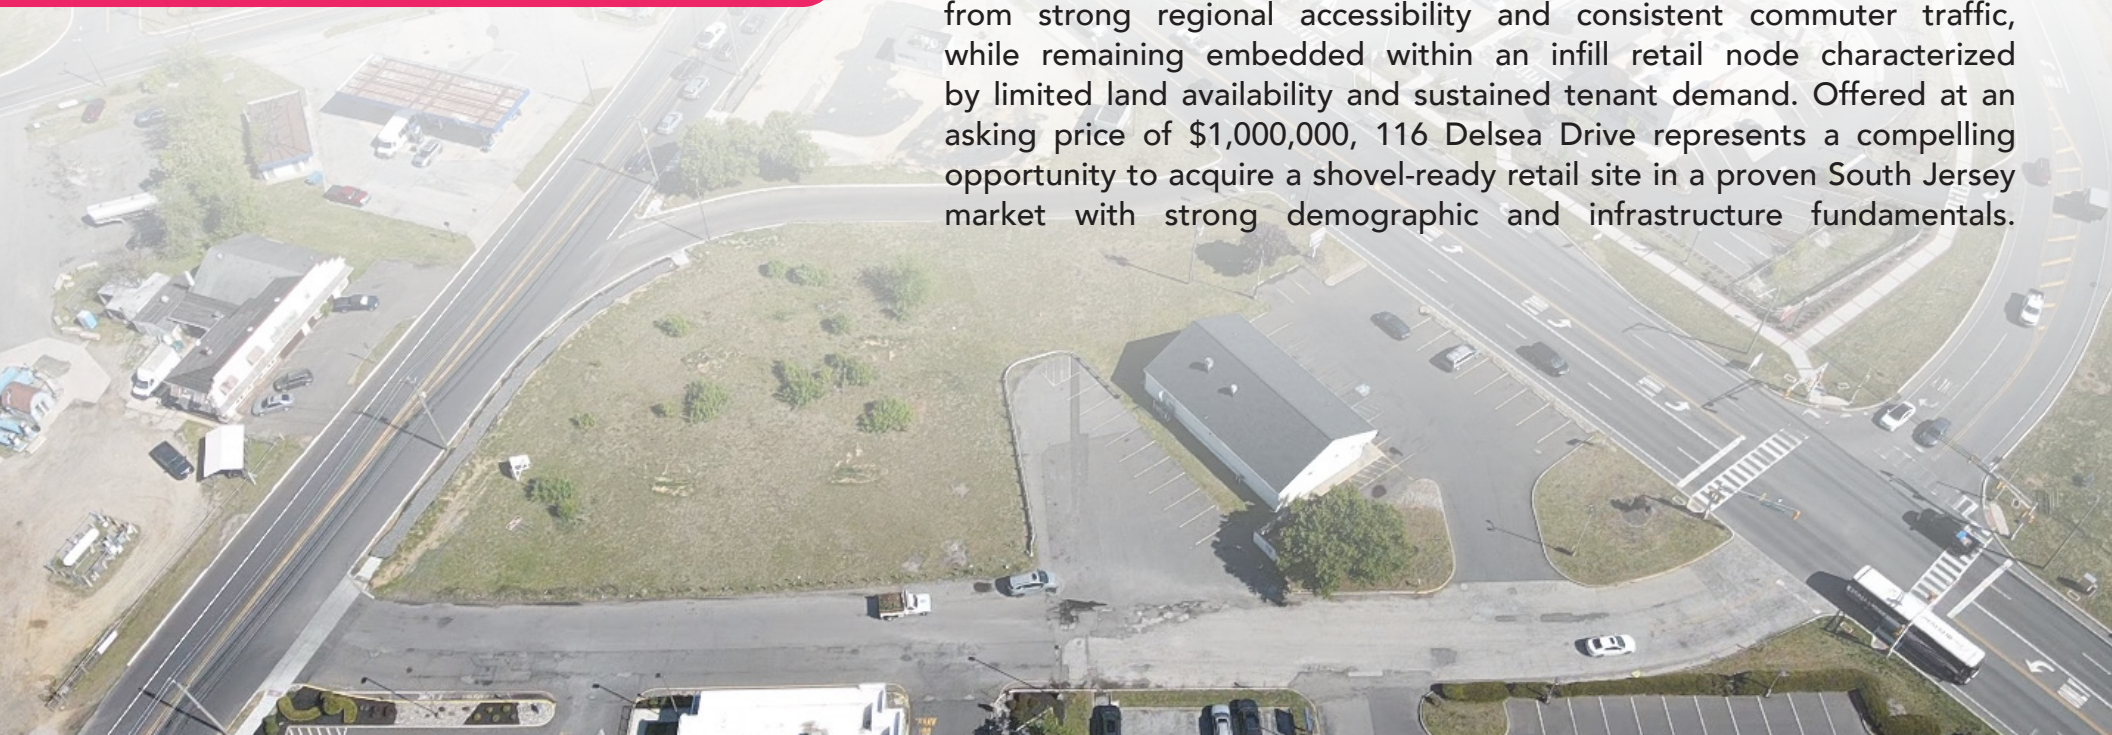 from strong regional accessibility and consistent commuter traffic,
while remaining embedded within an infill retail node characterized
by limited land availability and sustained tenant demand. Offered at an
asking price of $1,000,000, 116 Delsea Drive represents a compelling
opportunity to acquire a shovel-ready retail site in a proven South Jersey
market with strong demographic and infrastructure fundamentals.